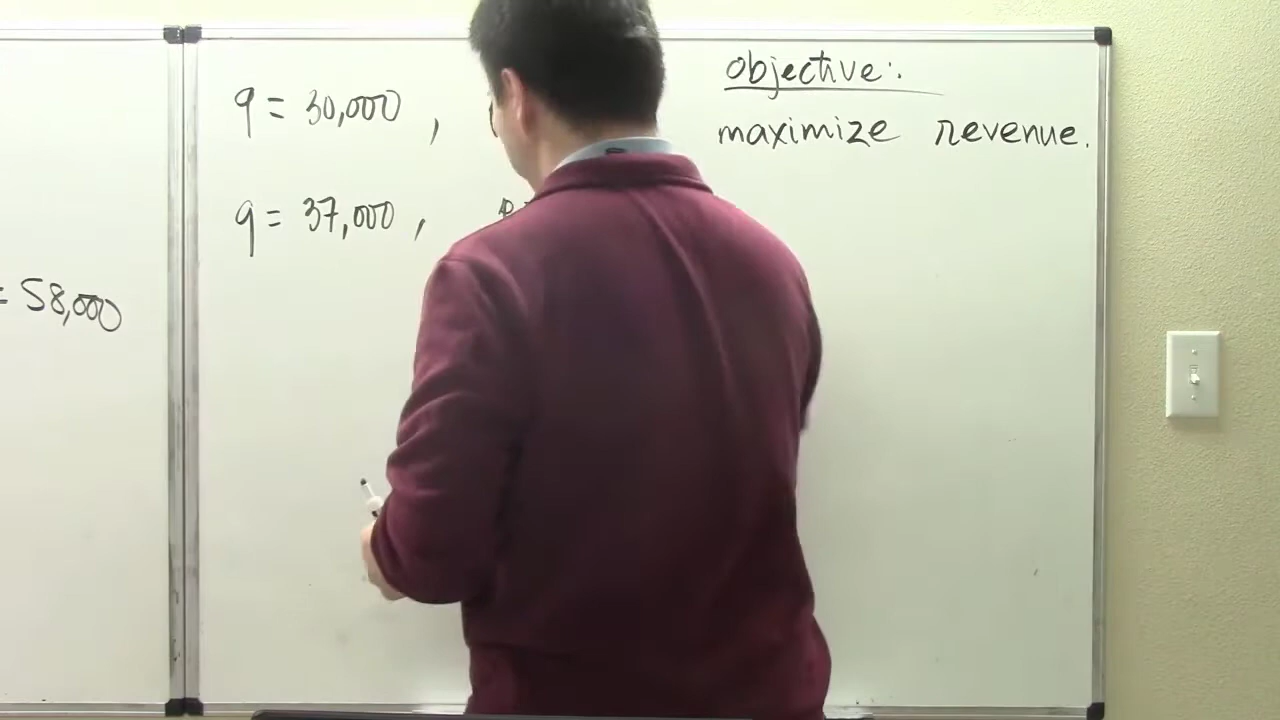 = 58,000
q = 30,000 ,
q = 37,000 ,
objective:
maximize revenue.